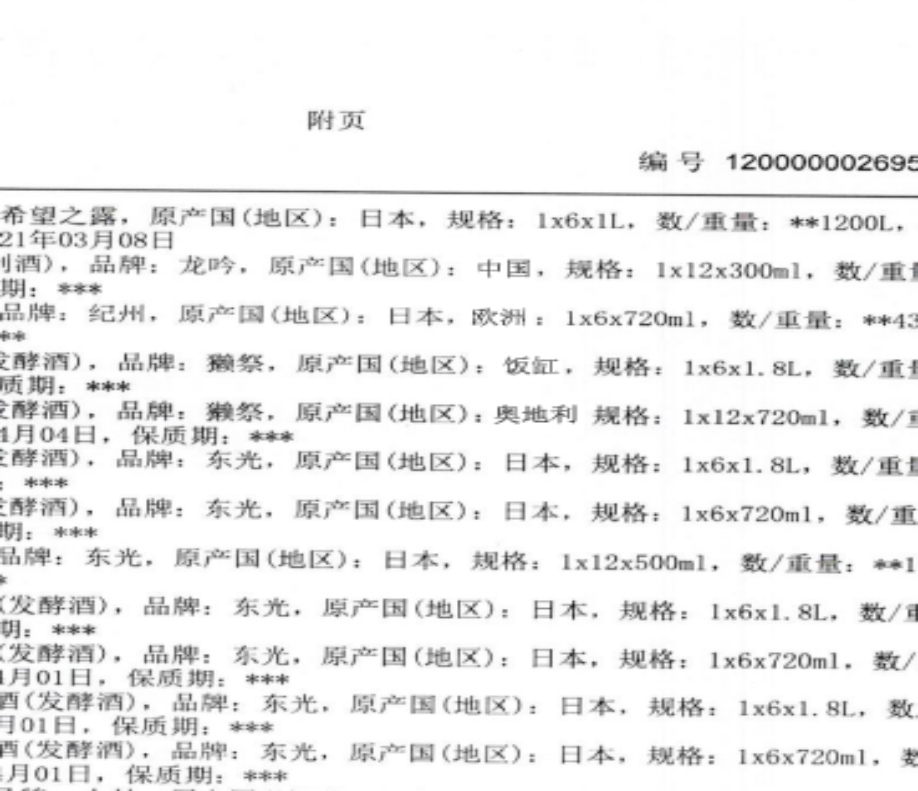 附页
编号 120000002695
希望之露, 原产国(地区): 日本, 规格: 1x6x1L, 数/重量: **1200L,
21年03月08日
酒), 品牌: 龙吟, 原产国(地区): 中国, 规格: 1x12x300ml, 数/重量
期: ***
品牌: 纪州, 原产国(地区): 日本, 欧洲: 1x6x720ml, 数/重量: **43
**
发酵酒), 品牌: 獭祭, 原产国(地区): 饭缸, 规格: 1x6x1.8L, 数/重量
质期: ***
发酵酒), 品牌: 獭祭, 原产国(地区): 奥地利 规格: 1x12x720ml, 数/重
4月04日, 保质期: ***
发酵酒), 品牌: 东光, 原产国(地区): 日本, 规格: 1x6x1.8L, 数/重量
: ***
发酵酒), 品牌: 东光, 原产国(地区): 日本, 规格: 1x6x720ml, 数/重
期: ***
品牌: 东光, 原产国(地区): 日本, 规格: 1x12x500ml, 数/重量: **1
*
(发酵酒), 品牌: 东光, 原产国(地区): 日本, 规格: 1x6x1.8L, 数/重
期: ***
(发酵酒), 品牌: 东光, 原产国(地区): 日本, 规格: 1x6x720ml, 数/
4月01日, 保质期: ***
酒(发酵酒), 品牌: 东光, 原产国(地区): 日本, 规格: 1x6x1.8L, 数
月01日, 保质期: ***
酒(发酵酒), 品牌: 东光, 原产国(地区): 日本, 规格: 1x6x720ml, 数
月01日, 保质期: ***